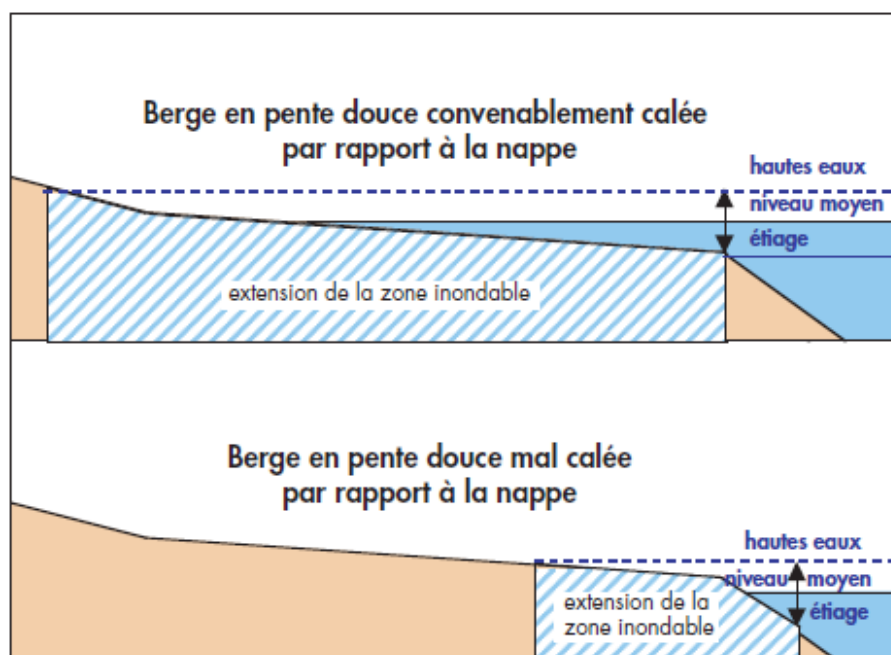 Berge en pente douce convenablement calée
par rapport à la nappe
hautes eaux
niveau moyen
étiage
extension de la zone inondable
Berge en pente douce mal calée
par rapport à la nappe
hautes eaux
niveau moyen
étiage
extension de la
zone inondable